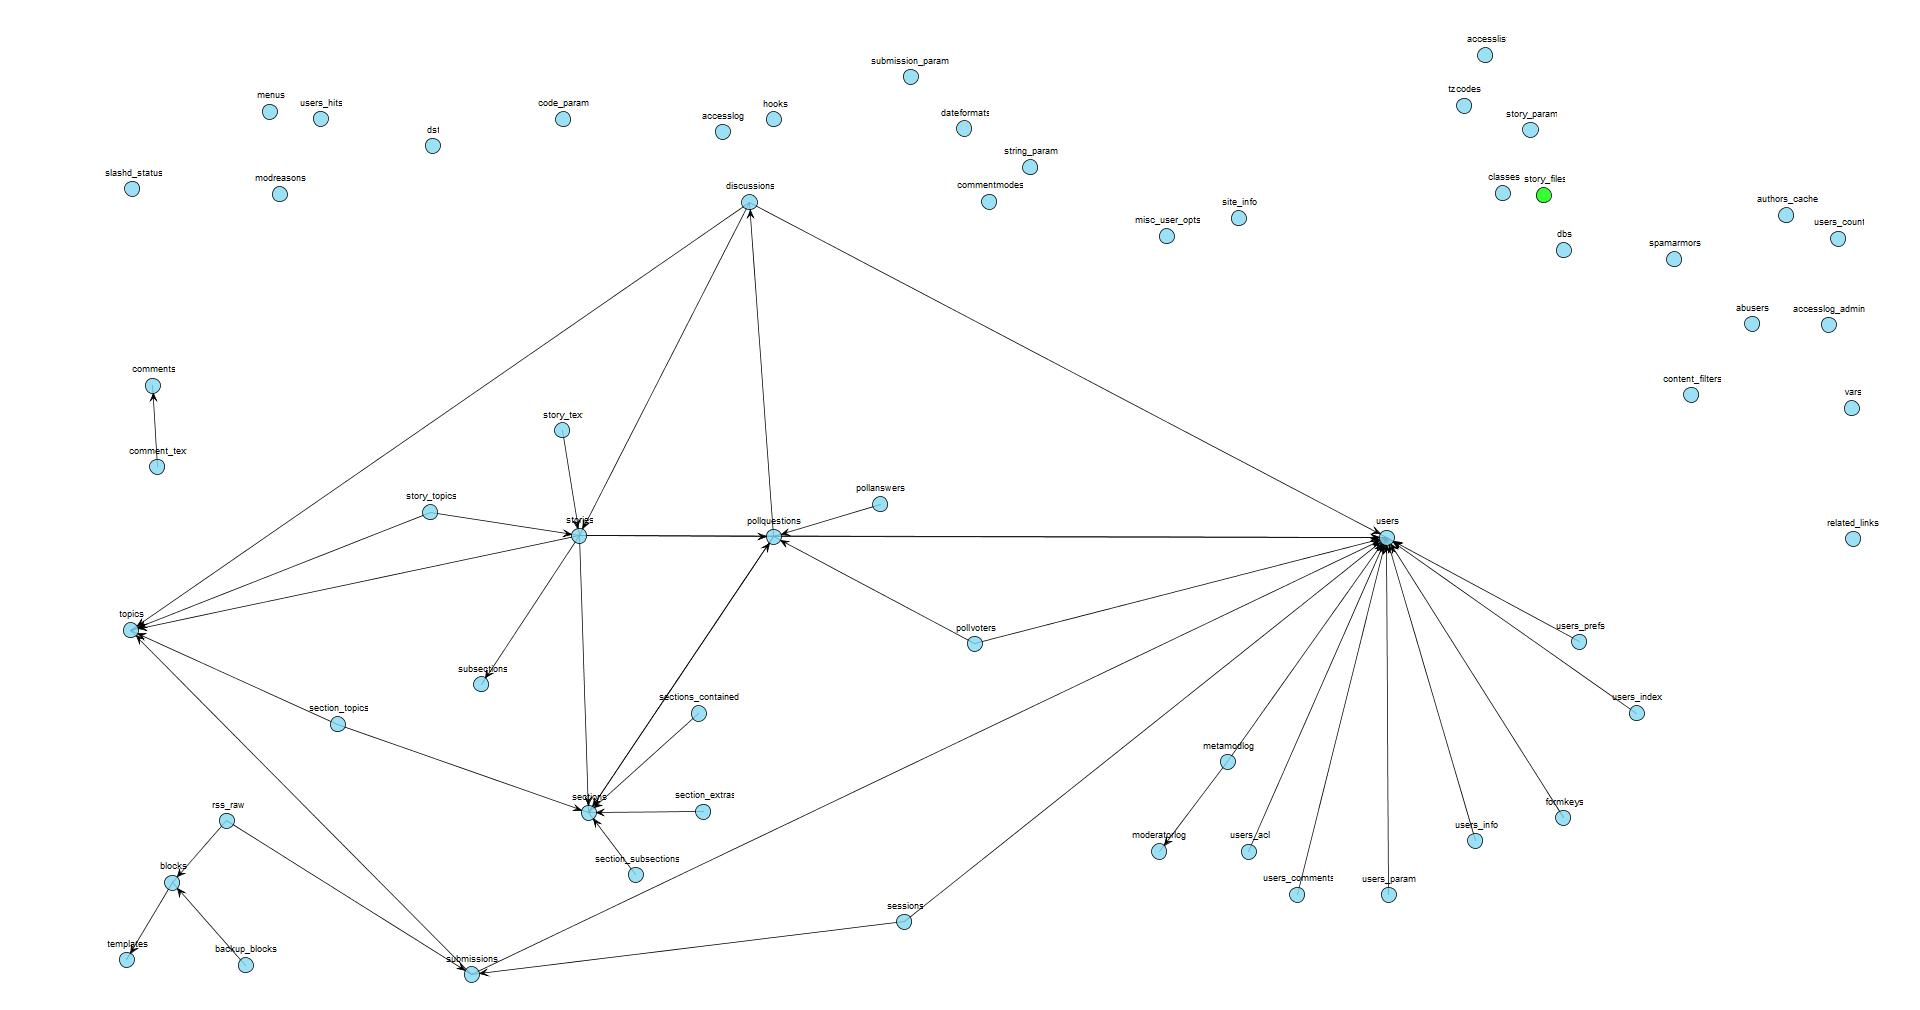 accesslis
submission_param
tzcodes
menus
users_hits
code_param
hooks
accesslog
dateformats
story_param
dst
string_param
slashd_status
modreasons
discussions
commentmodes
classes
story_files
site_info
authors_cache
misc_user_opts
users_count
dbs
spamarmors
abusers
accesslog_admin
comments
content_filters
vars
story_tex
comment_tex
pollanswers
story_topics
stories
pollquestions
users
related_links
topics
pollvoters
users_prefs
subsections
sections_contained
users_index
section_topics
metamodlog
sections
section_extras
rss_raw
formkeys
users_info
moderatorlog
users_acl
section_subsections
blocks
users_comments
users_param
sessions
templates
backup_blocks
submissions